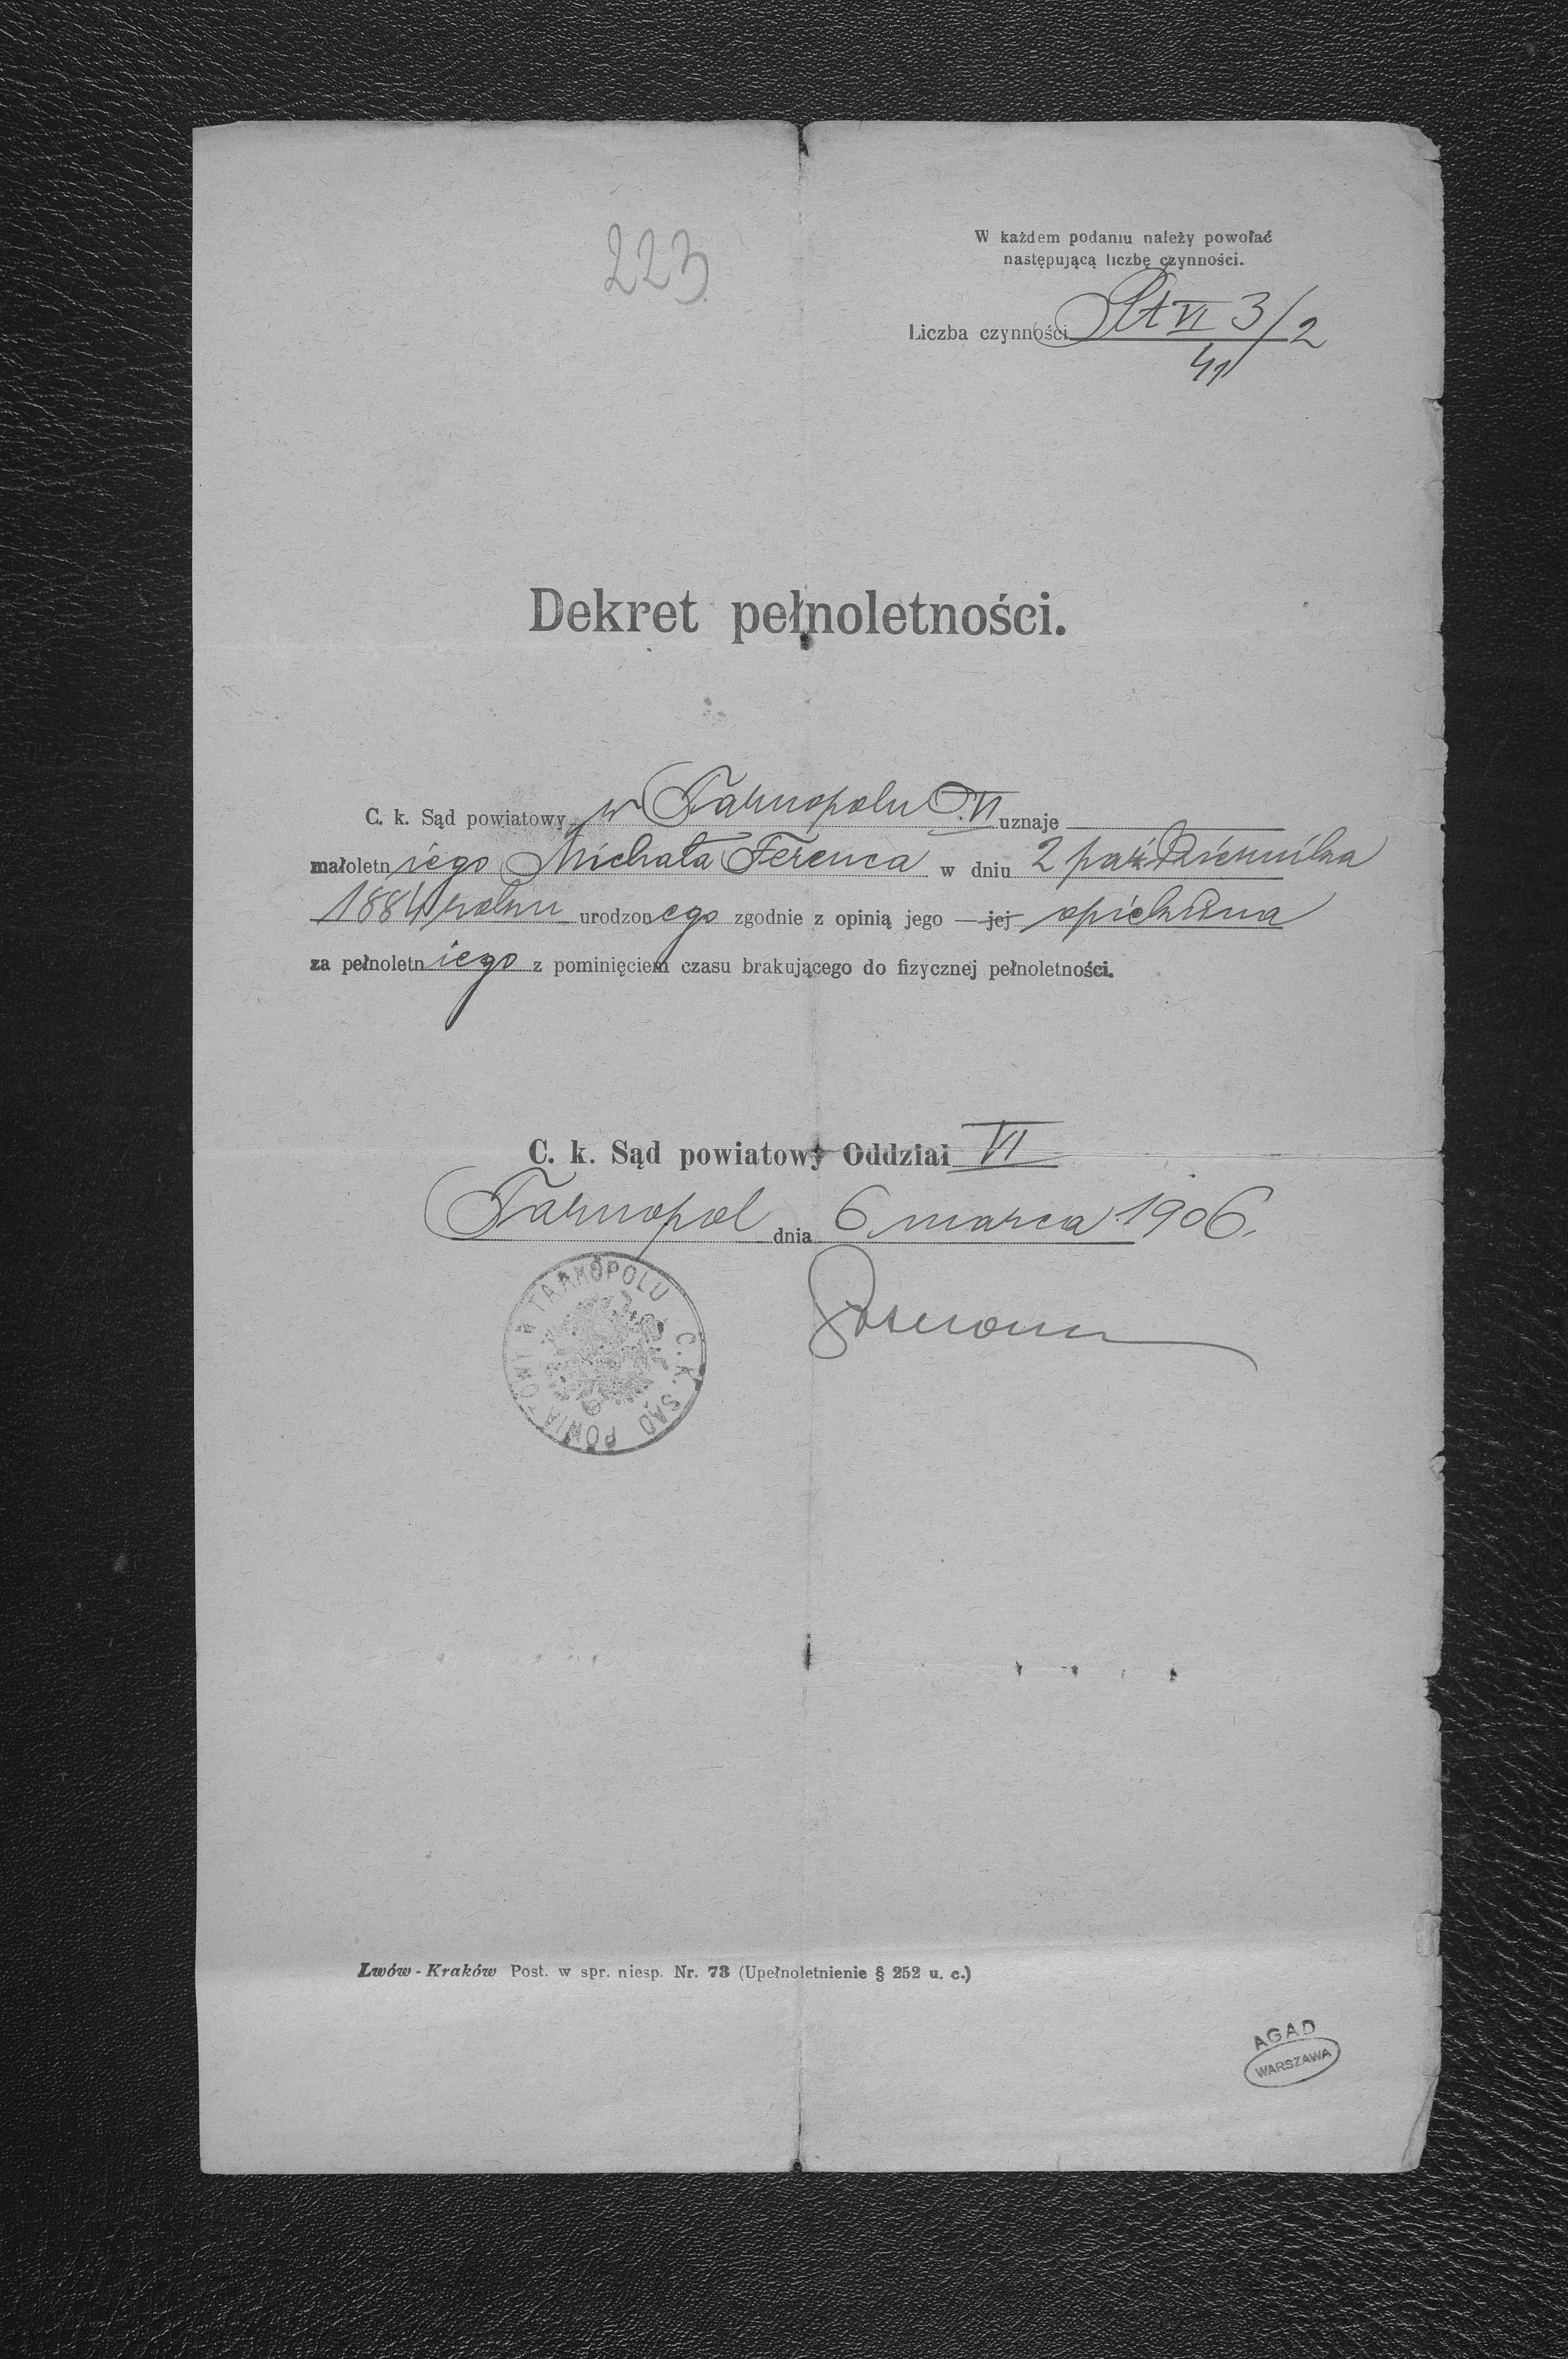 223
W każdem podaniu należy powołać
następującą liczbę czynności.
Liczba czynności VI 3/2
41
Dekret pełnoletności.
C. k. Sąd powiatowy w Tarnopolu O. VI uznaje
małoletniego Michała Ferenca w dniu 2 października
1884 roku urodzonego zgodnie z opinią jego — jej opiekuna
za pełnoletniego z pominięciem czasu brakującego do fizycznej pełnoletności.
C. k. Sąd powiatowy Oddział VI
Tarnopol dnia 6 marca 1906.
C. K. SĄD POWIATOWY W TARNOPOLU
Lwów - Kraków Post. w spr. niesp. Nr. 73 (Upełnoletnienie § 252 u. c.)
AGAD
WARSZAWA